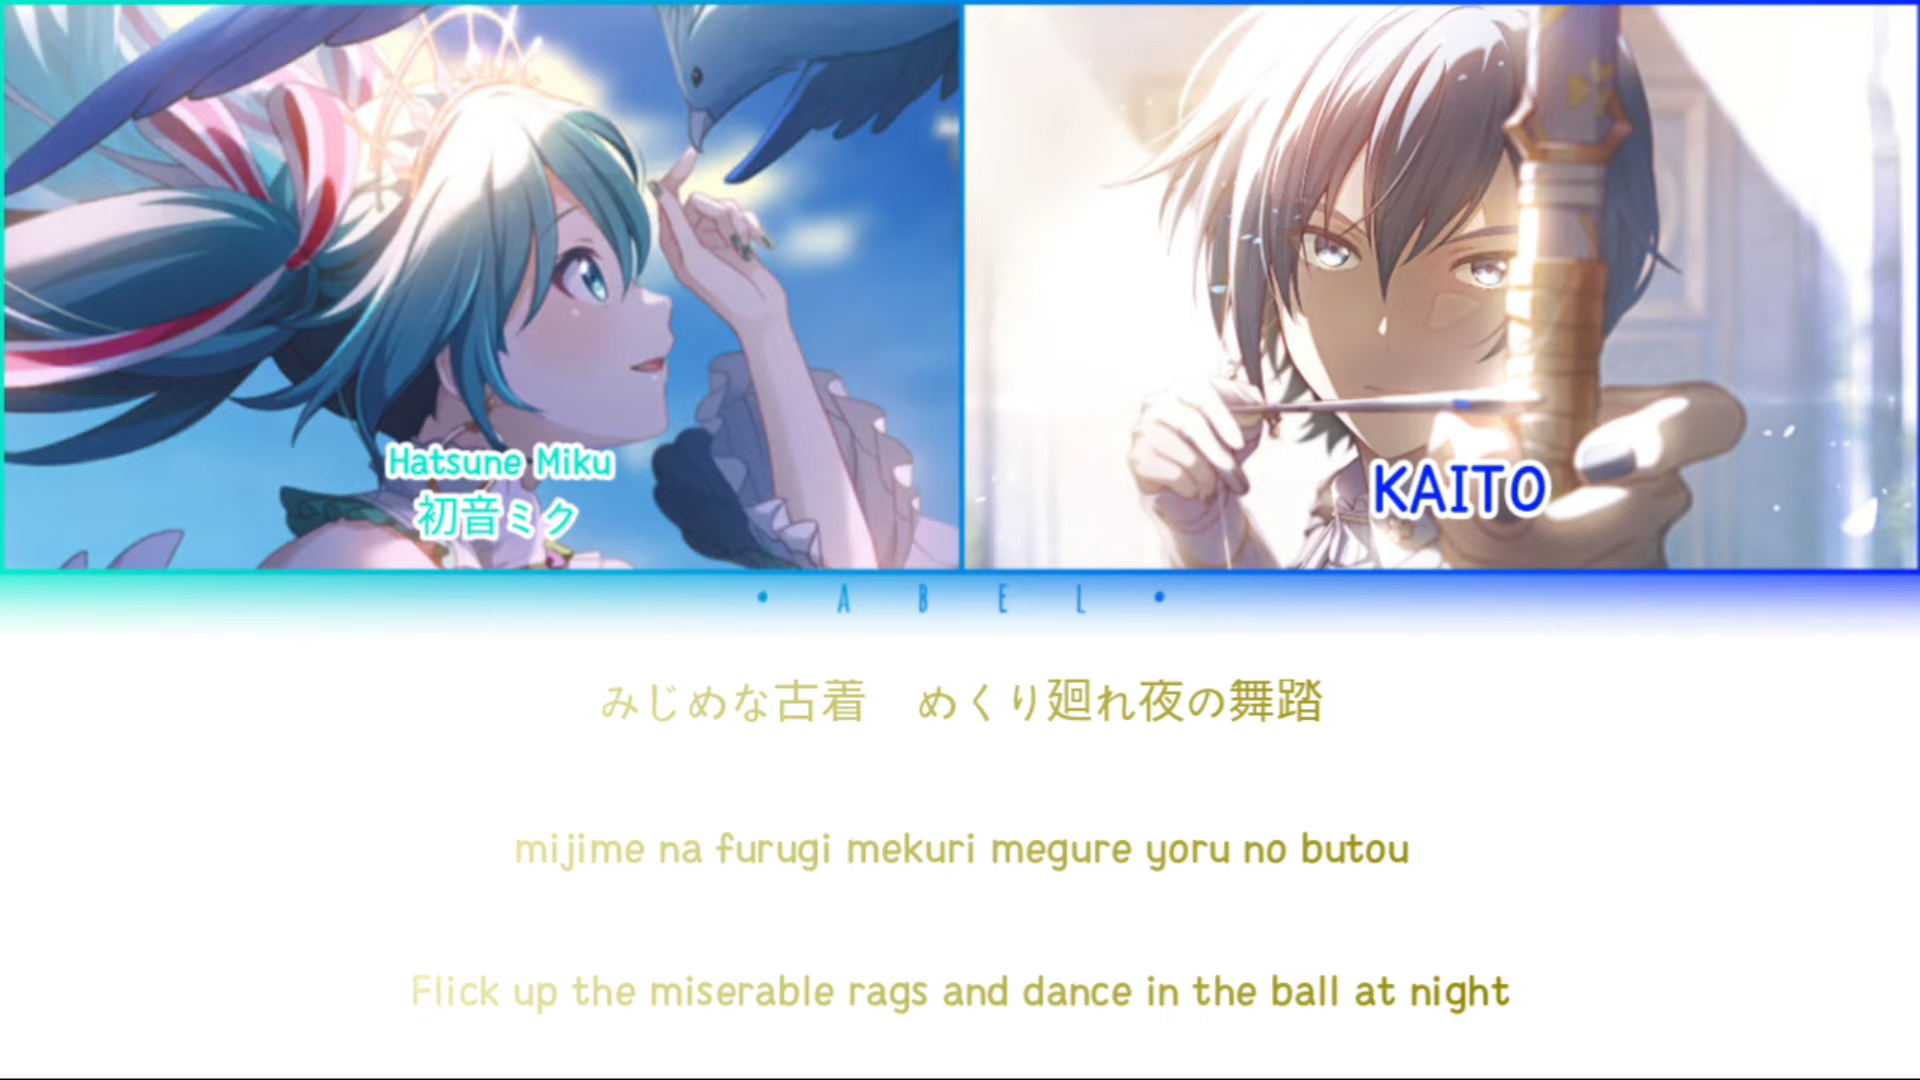 Hatsune Miku
初音ミク
KAITO
• A B E L •
みじめな古着　めくり廻れ夜の舞踏
mijime na furugi mekuri megure yoru no butou
Flick up the miserable rags and dance in the ball at night